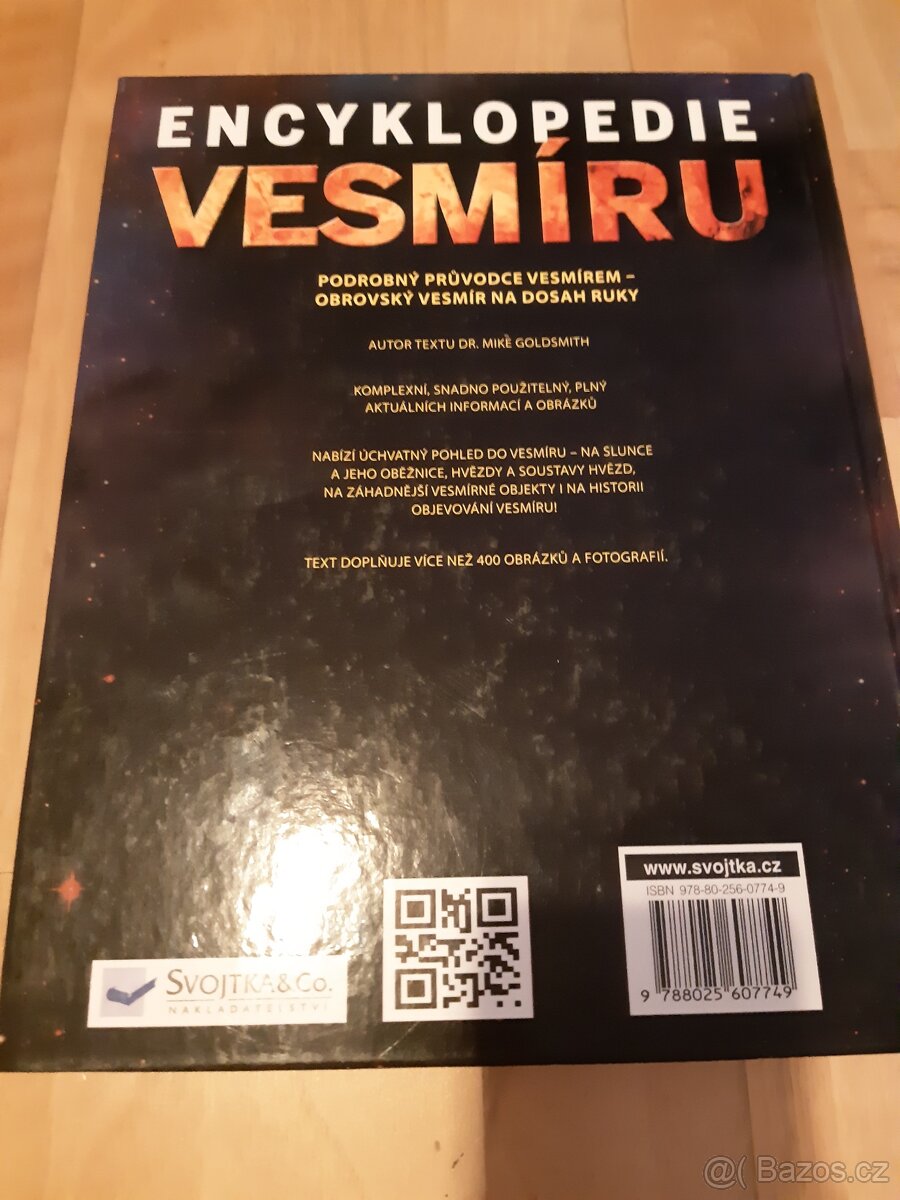 ENCYKLOPEDIE
VESMÍRU
PODROBNÝ PRŮVODCE VESMÍREM –
OBROVSKÝ VESMÍR NA DOSAH RUKY
AUTOR TEXTU DR. MIKE GOLDSMITH
KOMPLEXNÍ, SNADNO POUŽITELNÝ, PLNÝ
AKTUÁLNÍCH INFORMACÍ A OBRÁZKŮ
NABÍZÍ ÚCHVATNÝ POHLED DO VESMÍRU – NA SLUNCE
A JEHO OBĚŽNICE, HVĚZDY A SOUSTAVY HVĚZD,
NA ZÁHADNĚJŠÍ VESMÍRNÉ OBJEKTY I NA HISTORII
OBJEVOVÁNÍ VESMÍRU!
TEXT DOPLŇUJE VÍCE NEŽ 400 OBRÁZKŮ A FOTOGRAFIÍ.
www.svojtka.cz
ISBN 978-80-256-0774-9
9 788025 607749
SVOJTKA & CO.
NAKLADATELSTVÍ
@( Bazos.cz